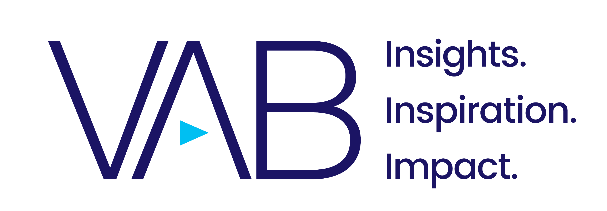 VAB
Insights.
Inspiration.
Impact.